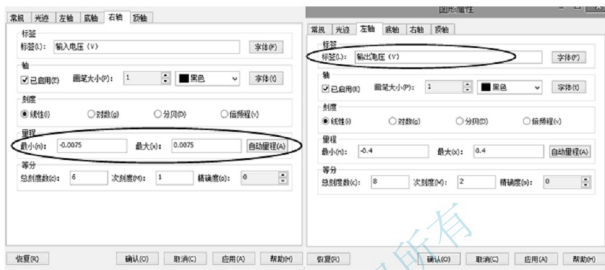 常规 光迹 左轴 底轴 右轴 顶轴
标签
标签(L): 输入电压 (V) 字体(F)
轴
已启用(E) 画笔大小(P): 1 黑色 字体(t)
刻度
线性(i) 对数(g) 分贝(D) 倍频程(v)
量程
最小(n): -0.0075 最大(x): 0.0075 自动量程(A)
等分
总刻度数(c): 6 次刻度(M): 1 精确度(s): 0
恢复(R) 确认(O) 取消(C) 应用(A) 帮助(H)
图形属性
常规 光迹 左轴 底轴 右轴 顶轴
标签
标签(L): 输出电压 (V) 字体(F)
轴
已启用(E) 画笔大小(P): 1 黑色 字体(t)
刻度
线性(i) 对数(g) 分贝(D) 倍频程(v)
量程
最小(n): -0.4 最大(x): 0.4 自动量程(A)
等分
总刻度数(c): 8 次刻度(M): 2 精确度(s): 0
恢复(R) 确认(O) 取消(C) 应用(A) 帮助(H)
所有